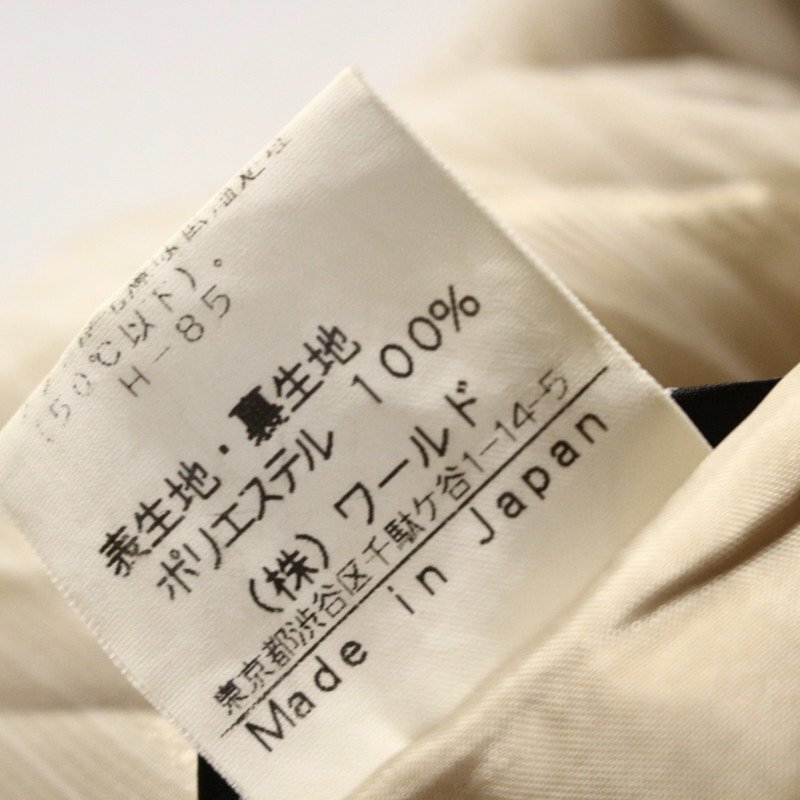 (50℃以下)。
H-85
表生地・裏生地
ポリエステル 100%
(株) ワールド
東京都渋谷区千駄ケ谷1-14-5
Made in Japan